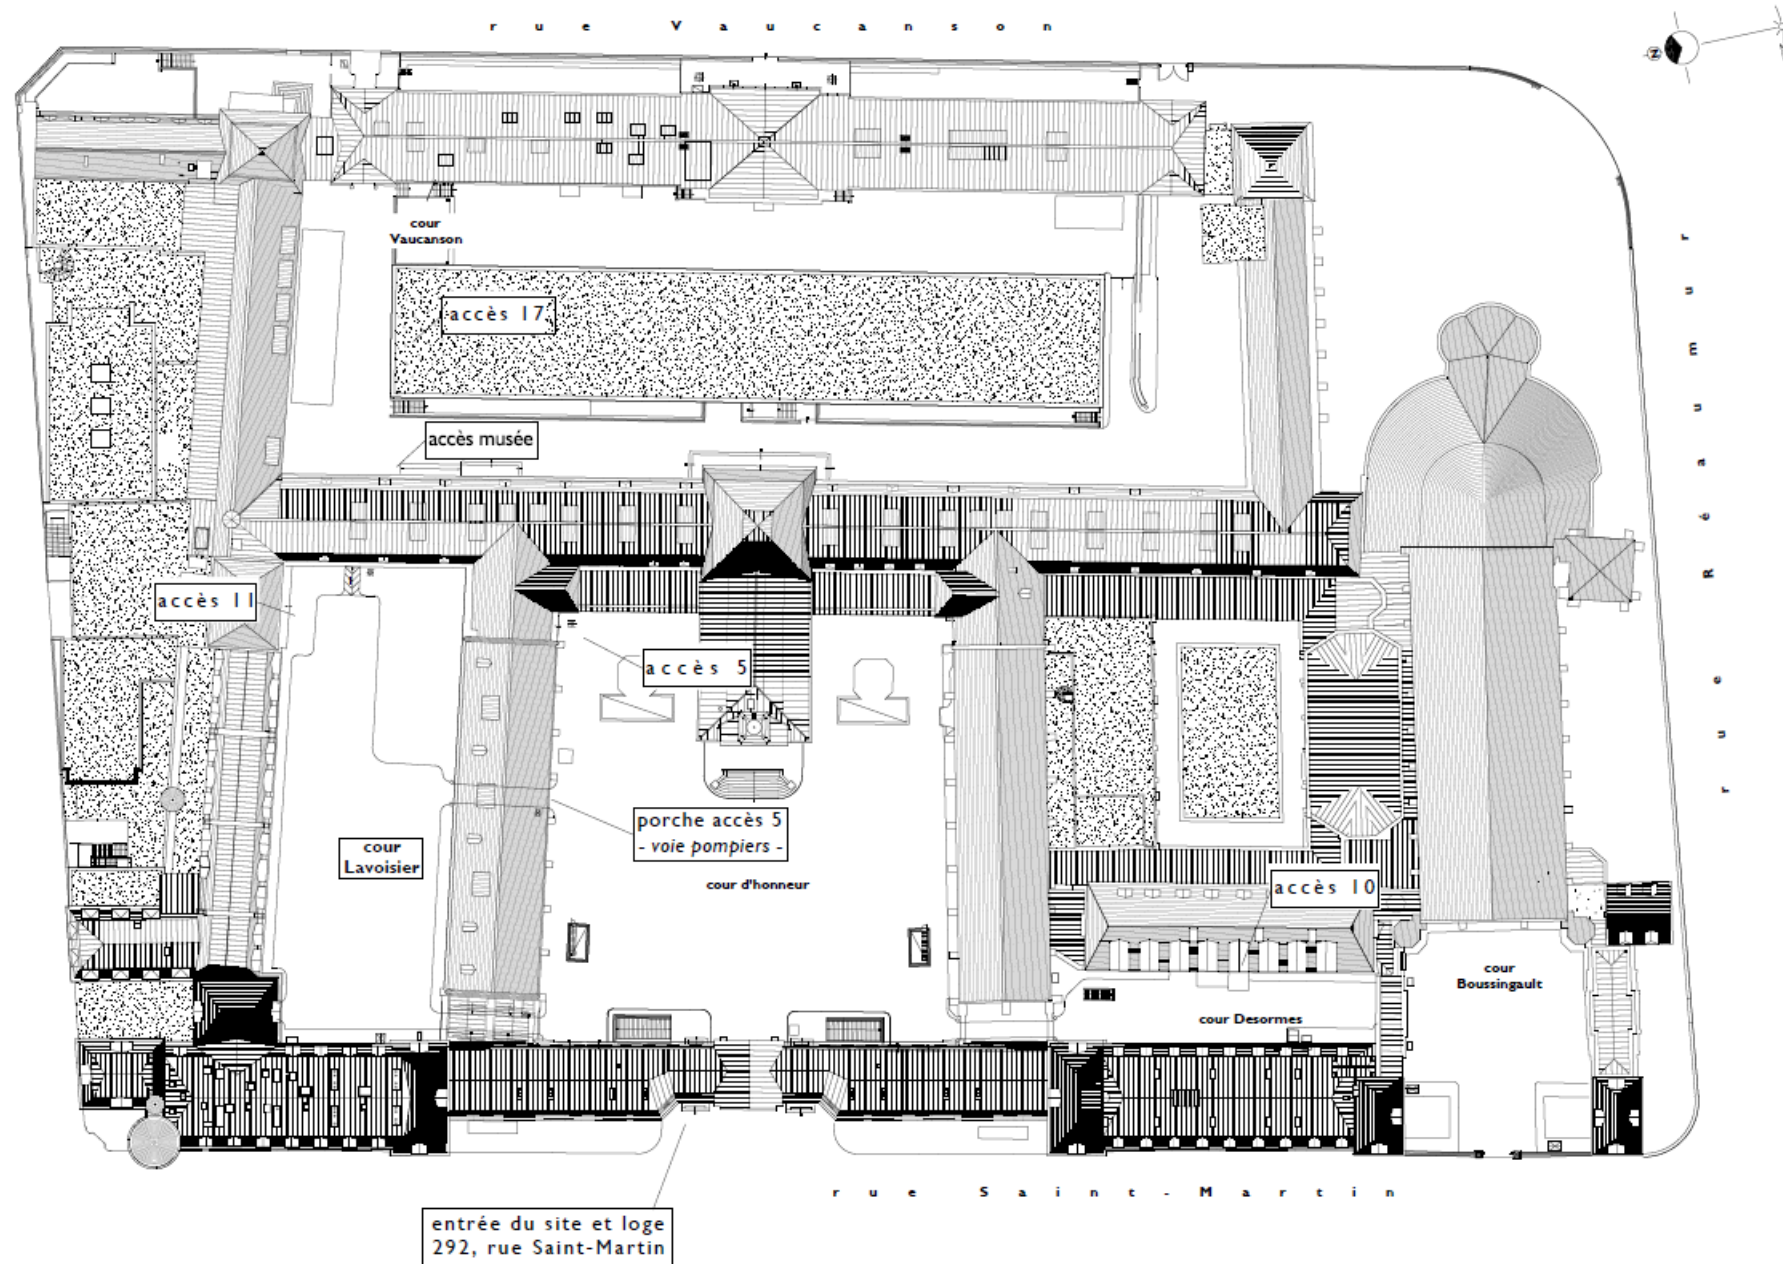 rue Vaucanson
N
cour
Vaucanson
accès 17
rue Réaumur
accès musée
accès 11
accès 5
porche accès 5
- voie pompiers -
cour
Lavoisier
cour d'honneur
accès 10
cour
Boussingault
cour Desormes
rue Saint-Martin
entrée du site et loge
292, rue Saint-Martin